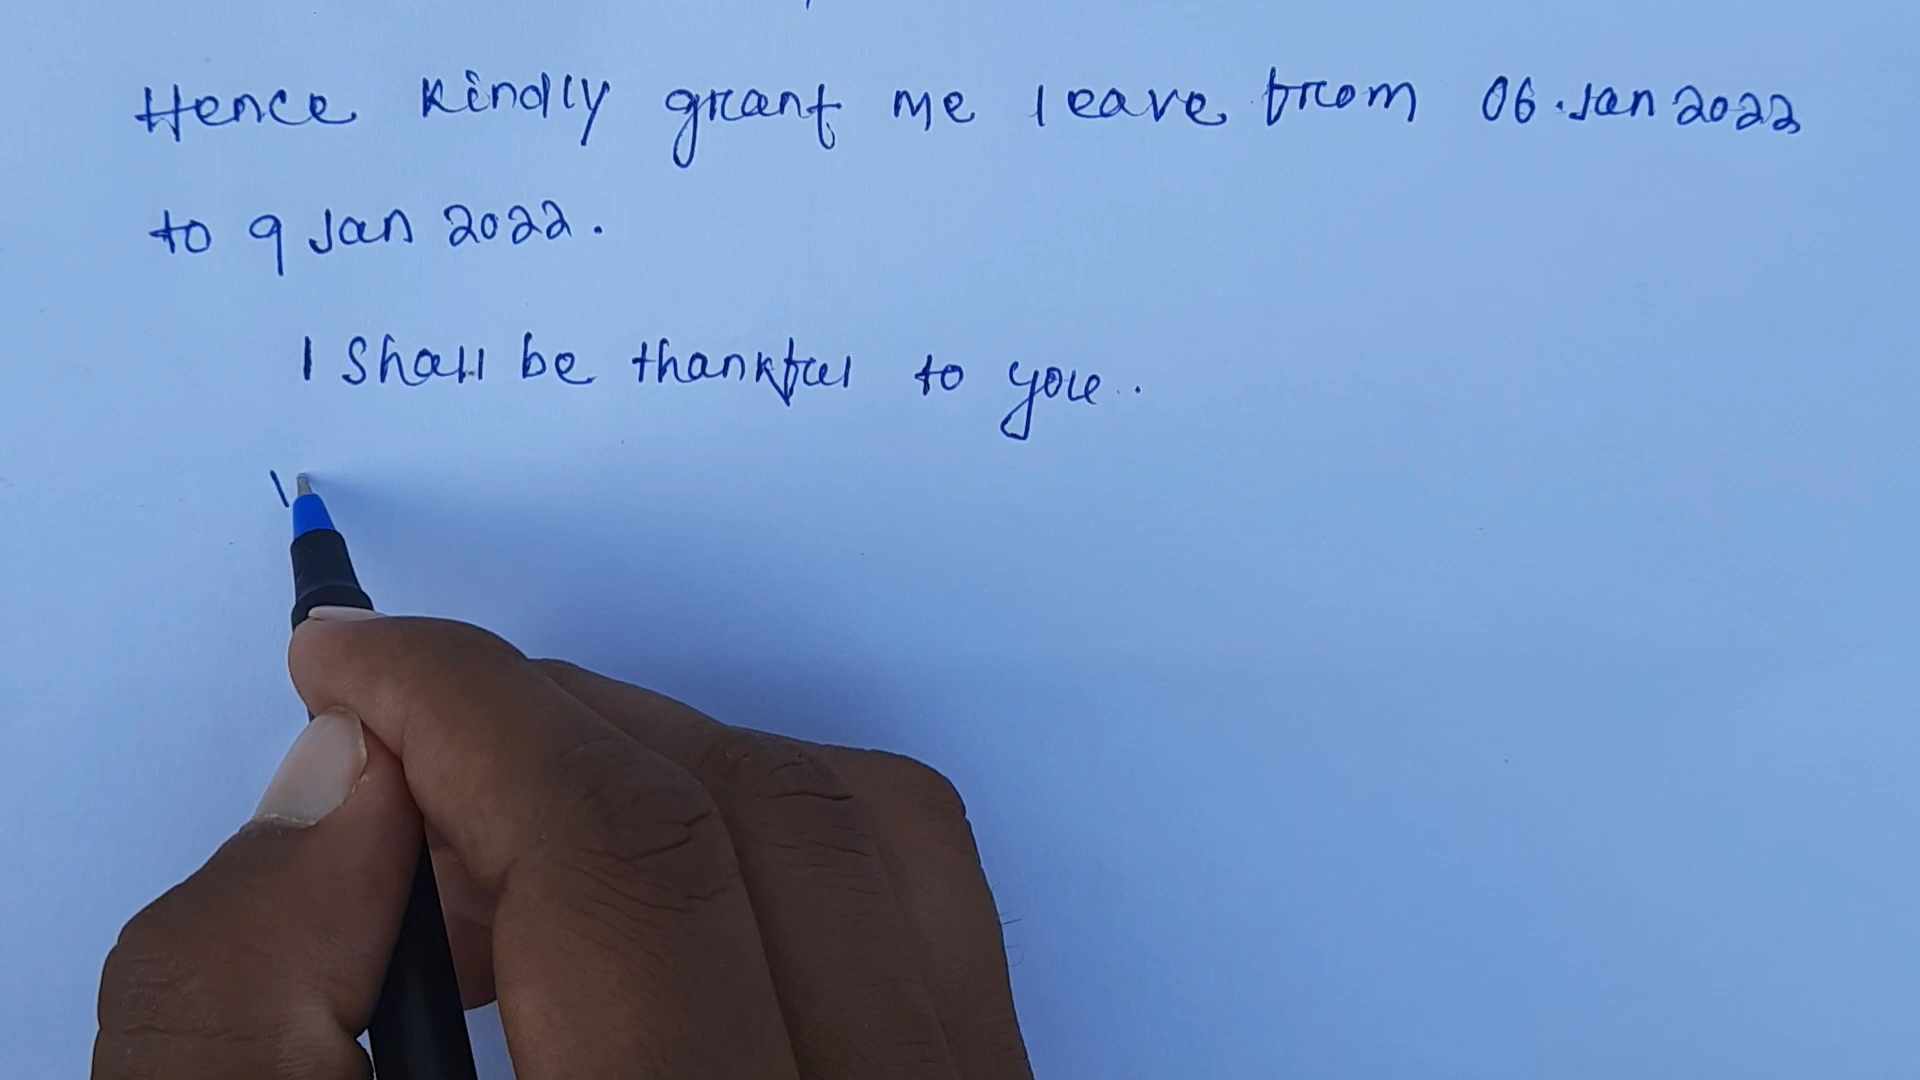 Hence kindly grant me leave from 06 Jan 2022
to 9 Jan 2022.
I shall be thankful to you.